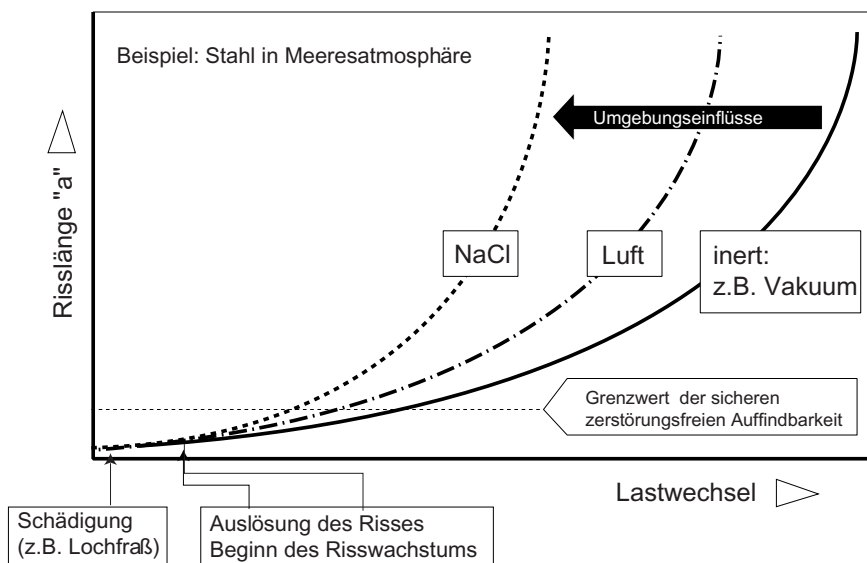 Beispiel: Stahl in Meeresatmosphäre
Umgebungseinflüsse
Risslänge "a"
NaCl
Luft
inert:
z.B. Vakuum
Grenzwert der sicheren
zerstörungsfreien Auffindbarkeit
Lastwechsel
Schädigung
(z.B. Lochfraß)
Auslösung des Risses
Beginn des Risswachstums